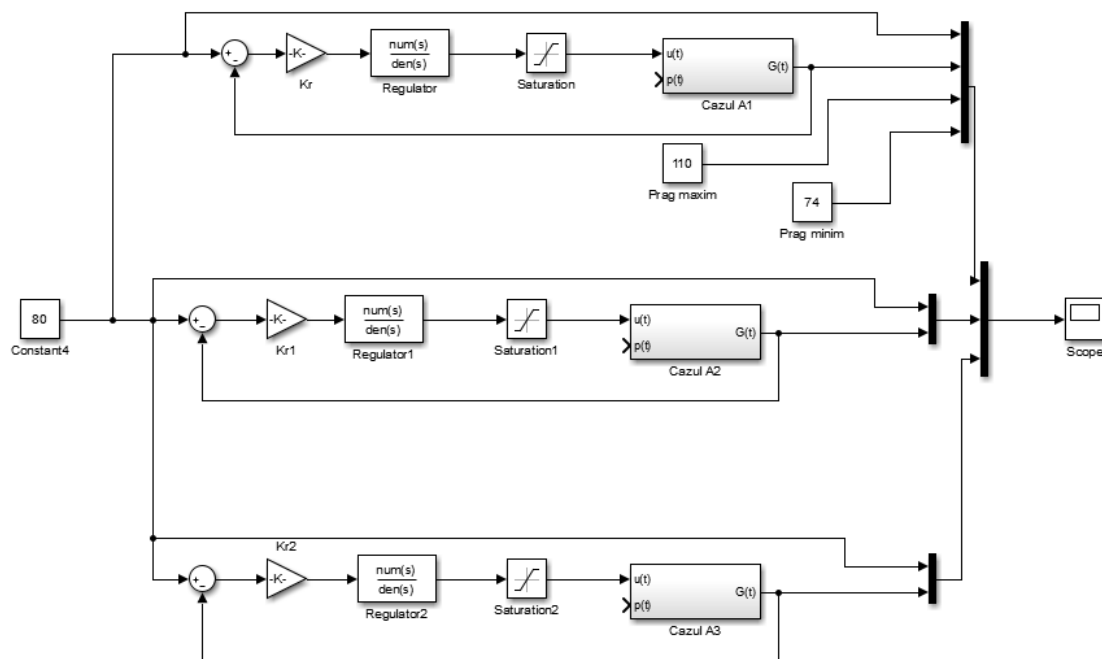 +
−
-K-
Kr
num(s)
den(s)
Regulator
Saturation
u(t)
p(t)
G(t)
Cazul A1
110
Prag maxim
74
Prag minim
80
Constant4
+
−
-K-
Kr1
num(s)
den(s)
Regulator1
Saturation1
u(t)
p(t)
G(t)
Cazul A2
Scope
+
−
Kr2
-K-
num(s)
den(s)
Regulator2
Saturation2
u(t)
p(t)
G(t)
Cazul A3